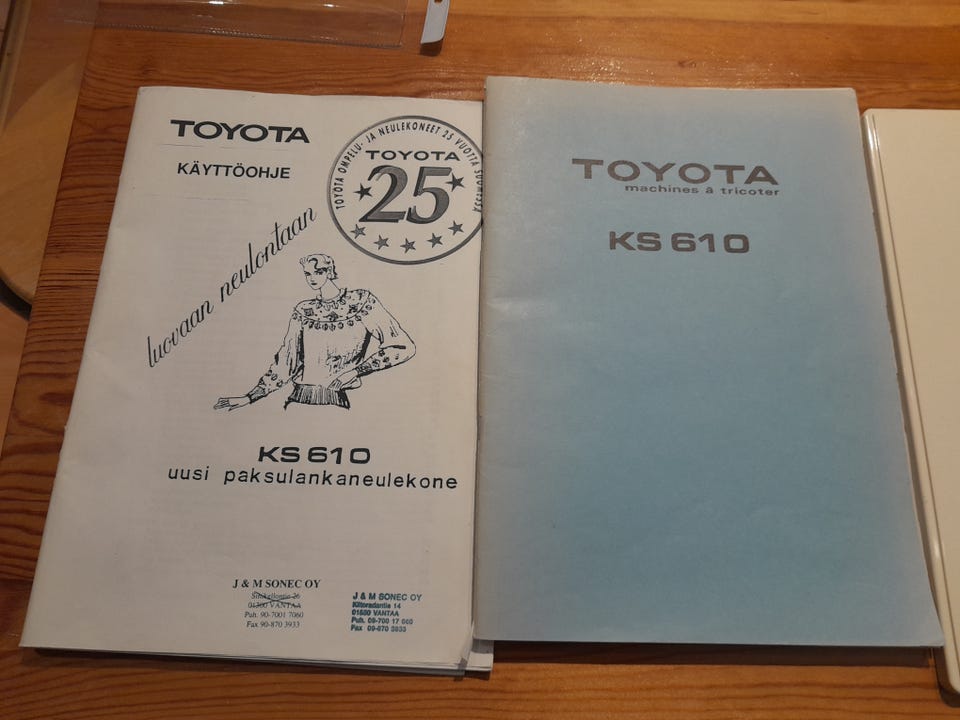 TOYOTA
KÄYTTÖOHJE
TOYOTA OMPELU- JA NEULEKONEET 25 VUOTTA SUOMESSA
TOYOTA
25
luovaan neulontaan
KS 610
uusi paksulankaneulekone
J & M SONEC OY
01300 VANTAA
Puh. 90-7001 7060
Fax 90-870 3933
J & M SONEC OY
Kiitoradantie 14
01530 VANTAA
Puh. 09-700 17 060
Fax 09-870 3933
TOYOTA
machines à tricoter
KS 610